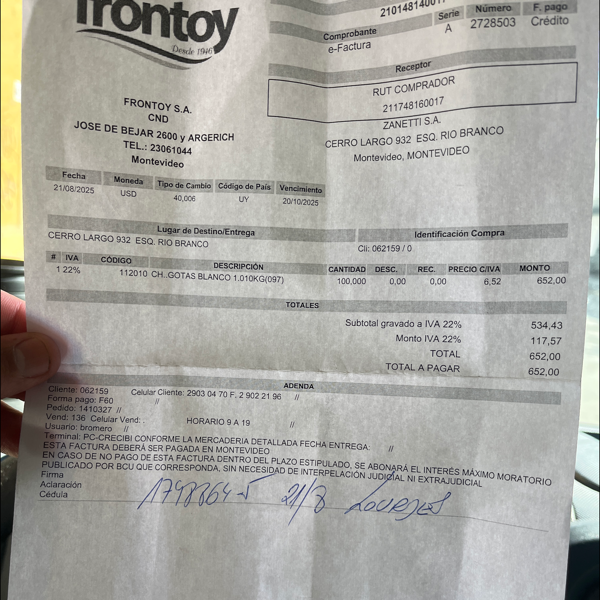 frontoy
Desde 1946
FRONTOY S.A.
CND
JOSE DE BEJAR 2600 y ARGERICH
TEL.: 23061044
Montevideo
Comprobante Serie Número F. pago
e-Factura A 2728503 Crédito
Receptor
RUT COMPRADOR
211748160017
ZANETTI S.A.
CERRO LARGO 932 ESQ. RIO BRANCO
Montevideo, MONTEVIDEO
Fecha Moneda Tipo de Cambio Código de País Vencimiento
21/08/2025 USD 40,006 UY 20/10/2025
Lugar de Destino/Entrega Identificación Compra
CERRO LARGO 932 ESQ. RIO BRANCO Cli: 062159 / 0
# IVA CÓDIGO DESCRIPCIÓN CANTIDAD DESC. REC. PRECIO C/IVA MONTO
1 22% 112010 CH..GOTAS BLANCO 1.010KG(097) 100,000 0,00 0,00 6,52 652,00
TOTALES
Subtotal gravado a IVA 22% 534,43
Monto IVA 22% 117,57
TOTAL 652,00
TOTAL A PAGAR 652,00
ADENDA
Cliente: 062159 Celular Cliente: 2903 04 70 F. 2 902 21 96 //
Forma pago: F60 //
Pedido: 1410327 //
Vend: 136 Celular Vend: . HORARIO 9 A 19 //
Usuario: bromero //
Terminal: PC-CRECIBI CONFORME LA MERCADERIA DETALLADA FECHA ENTREGA: //
ESTA FACTURA DEBERÁ SER PAGADA EN MONTEVIDEO
EN CASO DE NO PAGO DE ESTA FACTURA DENTRO DEL PLAZO ESTIPULADO, SE ABONARÁ EL INTERÉS MÁXIMO MORATORIO
PUBLICADO POR BCU QUE CORRESPONDA, SIN NECESIDAD DE INTERPELACIÓN JUDICIAL NI EXTRAJUDICIAL
Firma
Aclaración
Cédula
21/8 LOURDES